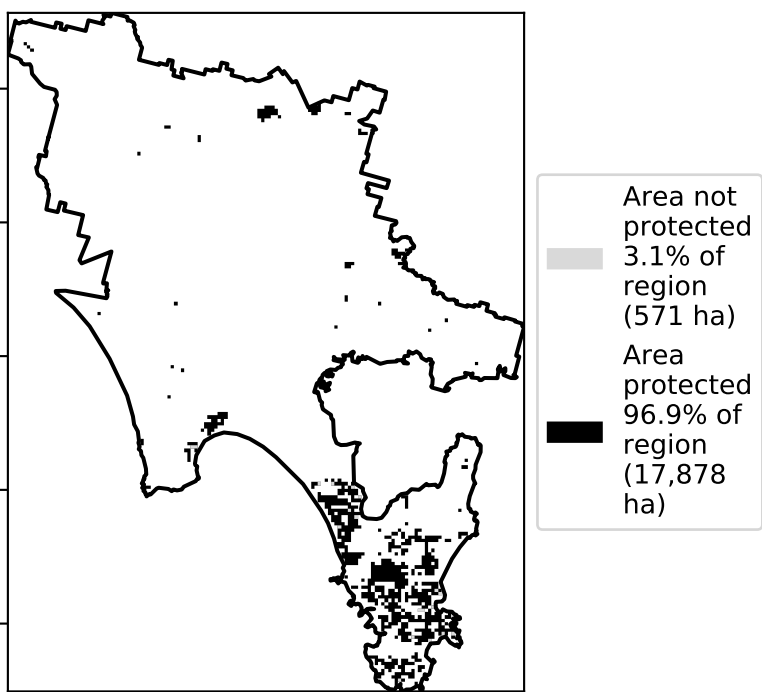 Area not
protected
3.1% of
region
(571 ha)
Area
protected
96.9% of
region
(17,878
ha)